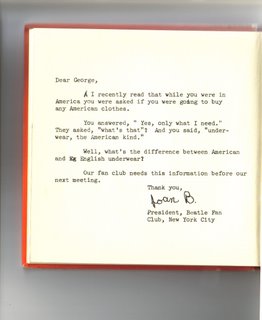 Dear George,
I recently read that while you were in
America you were asked if you were going to buy
any American clothes.
You answered, " Yes, only what I need."
They asked, "what's that"? And you said, "under-
wear, the American kind."
Well, what's the difference between American
and English underwear?
Our fan club needs this information before our
next meeting.
Thank you,
Joan B.
President, Beatle Fan
Club, New York City